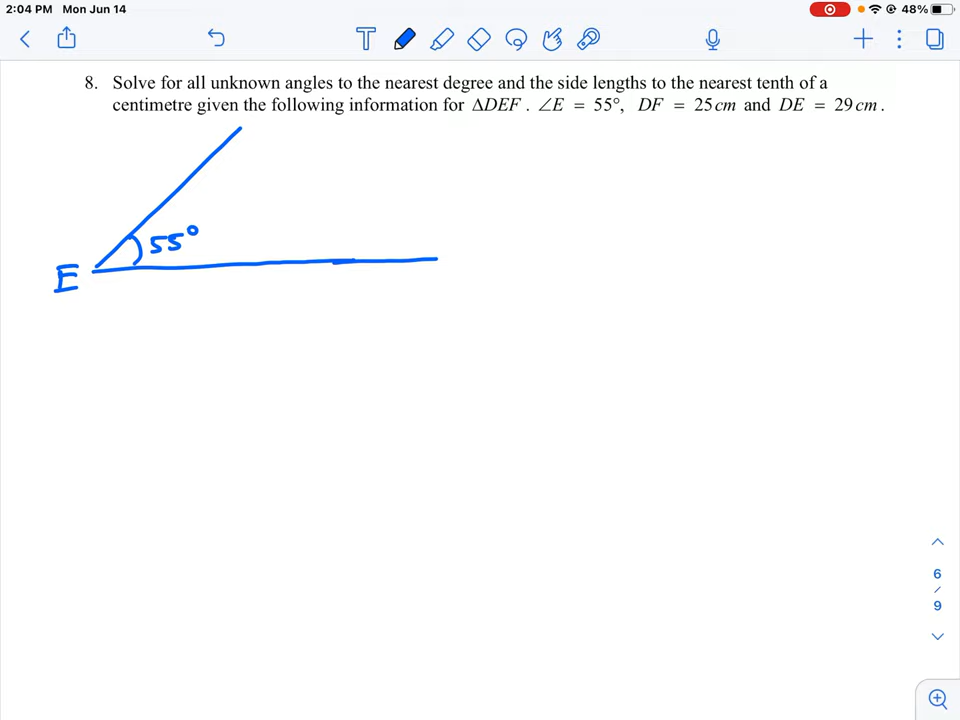 2:04 PM Mon Jun 14 48%
T
8. Solve for all unknown angles to the nearest degree and the side lengths to the nearest tenth of a
centimetre given the following information for ΔDEF . ∠E = 55°, DF = 25 cm and DE = 29 cm .
55°
E
6
/
9